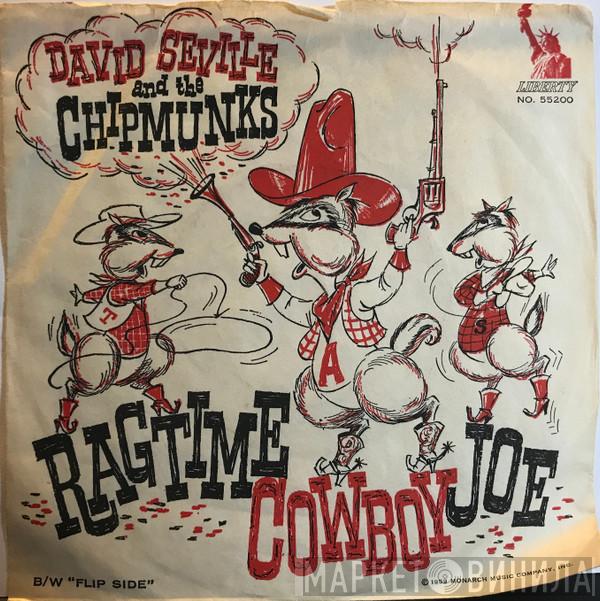 DAVID SEVILLE
and the
CHIPMUNKS
LIBERTY
NO. 55200
T
A
S
RAGTIME
COWBOY
JOE
B/W "FLIP SIDE"
© 1959 MONARCH MUSIC COMPANY, INC.
МАРКЕТ ВИНИЛА